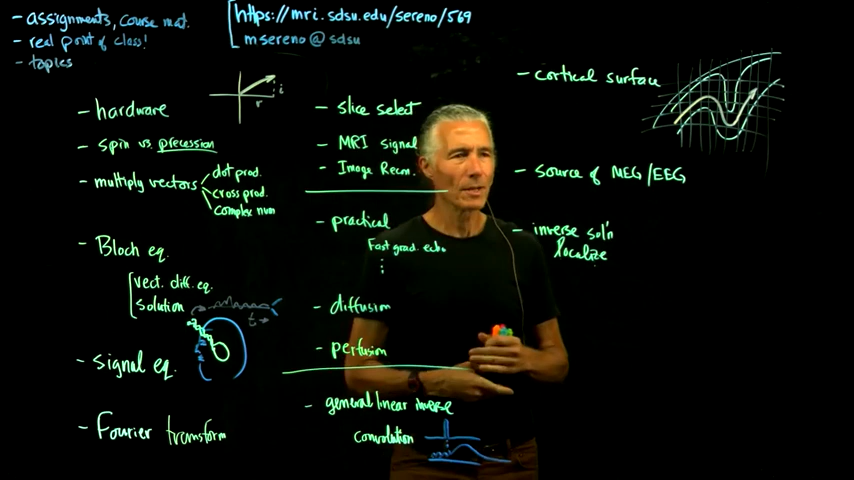 - assignments, course mat.
- real point of class!
- topics
https://mri.sdsu.edu/sereno/569
msereno@sdsu
- hardware
r
i
- spin vs. precession
- multiply vectors
dot prod.
cross prod.
complex num
- Bloch eq.
vect. diff. eq.
solution
t →
- signal eq.
- Fourier transform
- slice select
- MRI signal
- Image Recon.
- practical
Fast grad. echo
- diffusion
- perfusion
- general linear inverse
convolution
- cortical surface
- source of MEG/EEG
- inverse sol'n
localize